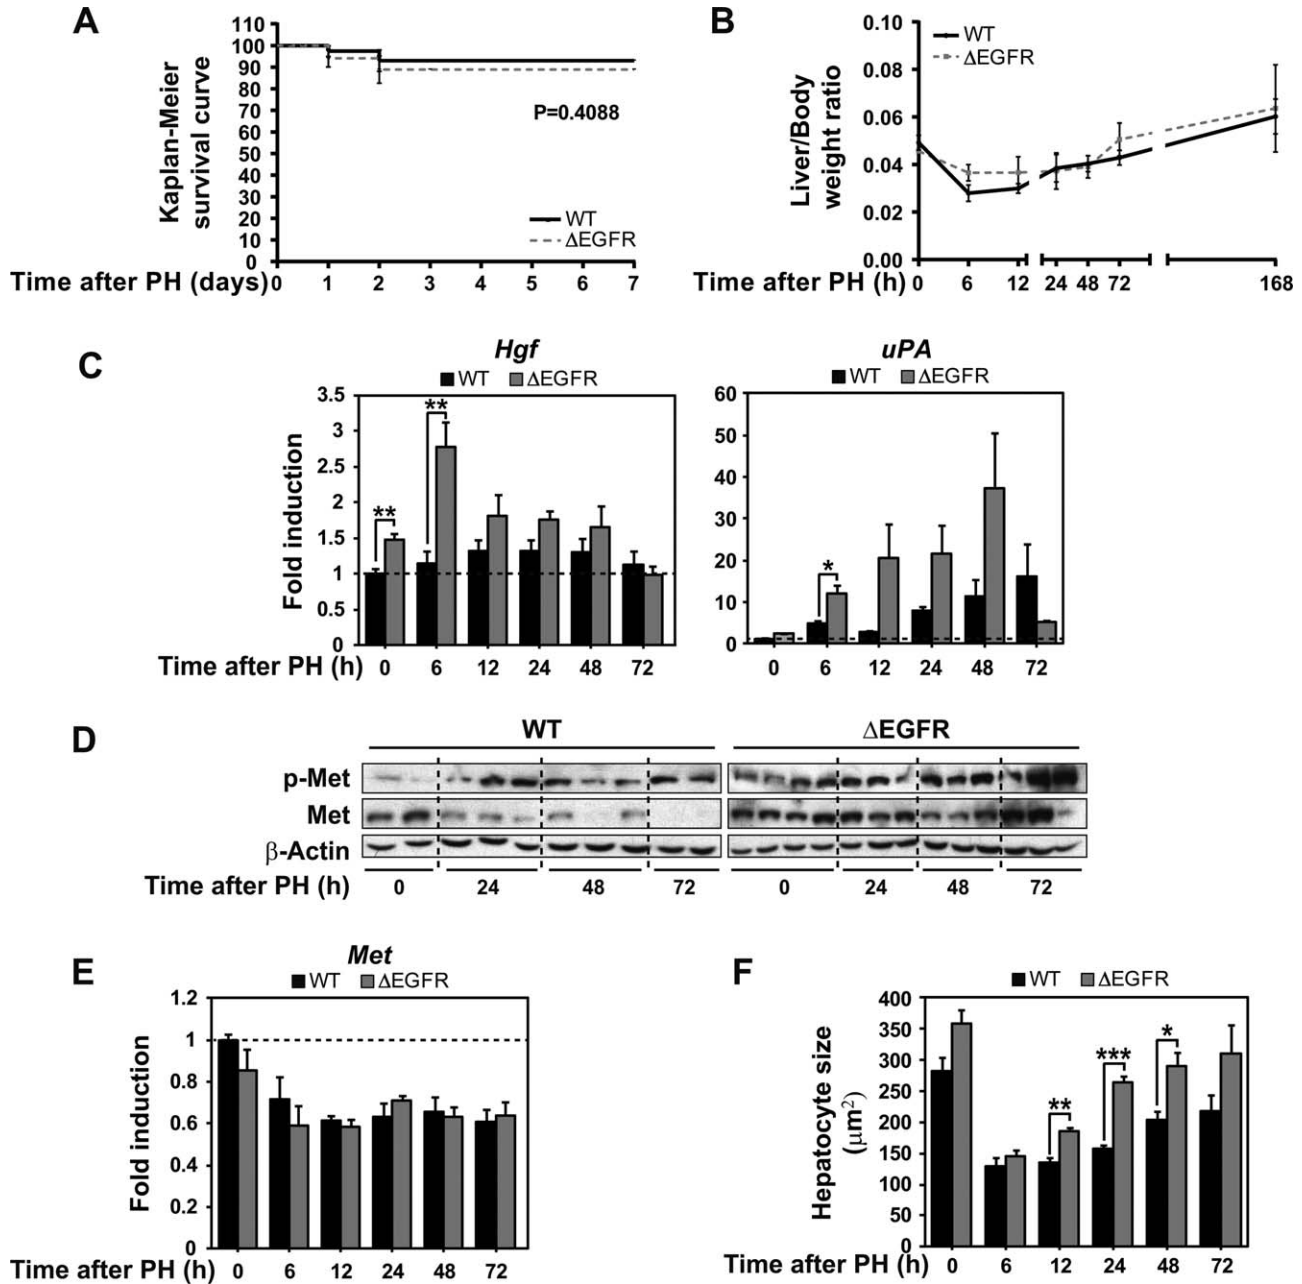 A
Kaplan-Meier
survival curve
110
100
90
80
70
60
50
40
30
20
10
0
P=0.4088
WT
ΔEGFR
Time after PH (days) 0 1 2 3 4 5 6 7
B
Liver/Body
weight ratio
0.10
0.08
0.06
0.04
0.02
0.00
WT
ΔEGFR
Time after PH (h) 0 6 12 24 48 72 168
C
Hgf
WT ΔEGFR
Fold induction
3.5
3
2.5
2
1.5
1
0.5
0
** **
Time after PH (h) 0 6 12 24 48 72
uPA
WT ΔEGFR
60
50
40
30
20
10
0
*
0 6 12 24 48 72
D
WT ΔEGFR
p-Met
Met
β-Actin
Time after PH (h) 0 24 48 72 0 24 48 72
E
Met
WT ΔEGFR
Fold induction
1.2
1
0.8
0.6
0.4
0.2
0
Time after PH (h) 0 6 12 24 48 72
F
WT ΔEGFR
Hepatocyte size
(μm²)
400
350
300
250
200
150
100
50
0
** *** *
Time after PH (h) 0 6 12 24 48 72